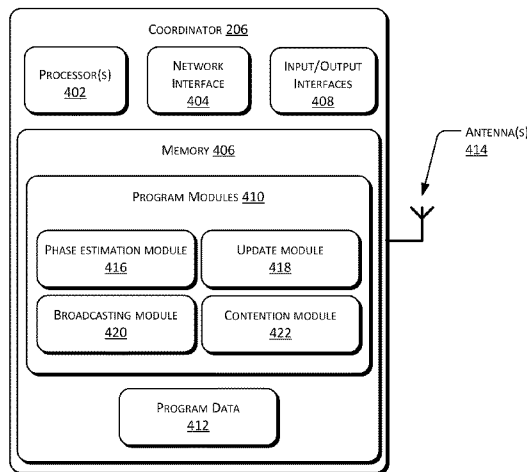 COORDINATOR 206
PROCESSOR(S)
402
NETWORK
INTERFACE
404
INPUT/OUTPUT
INTERFACES
408
MEMORY 406
PROGRAM MODULES 410
PHASE ESTIMATION MODULE
416
UPDATE MODULE
418
BROADCASTING MODULE
420
CONTENTION MODULE
422
PROGRAM DATA
412
ANTENNA(S)
414